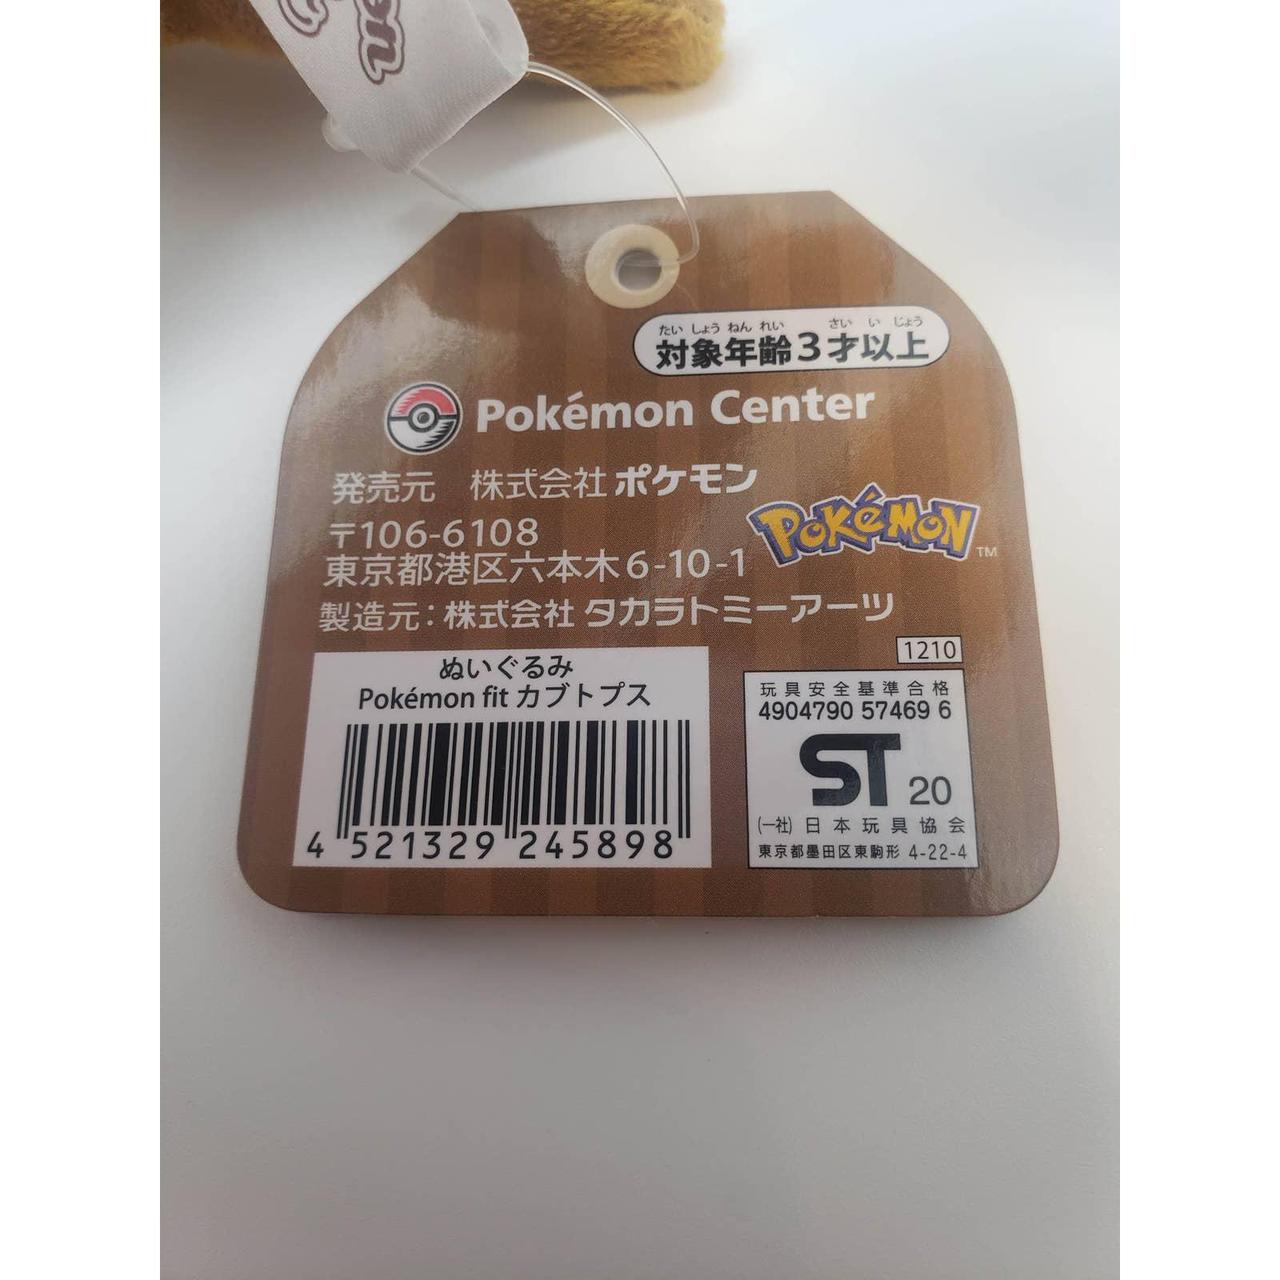 on
たいしょうねんれい さいいじょう
対象年齢3才以上
Pokémon Center
発売元 株式会社ポケモン
〒106-6108
東京都港区六本木6-10-1
POKéMON™
製造元：株式会社 タカラトミーアーツ
1210
ぬいぐるみ
Pokémon fit カブトプス
4 521329 245898
玩具安全基準合格
4904790 57469 6
ST 20
(一社) 日本玩具協会
東京都墨田区東駒形 4-22-4